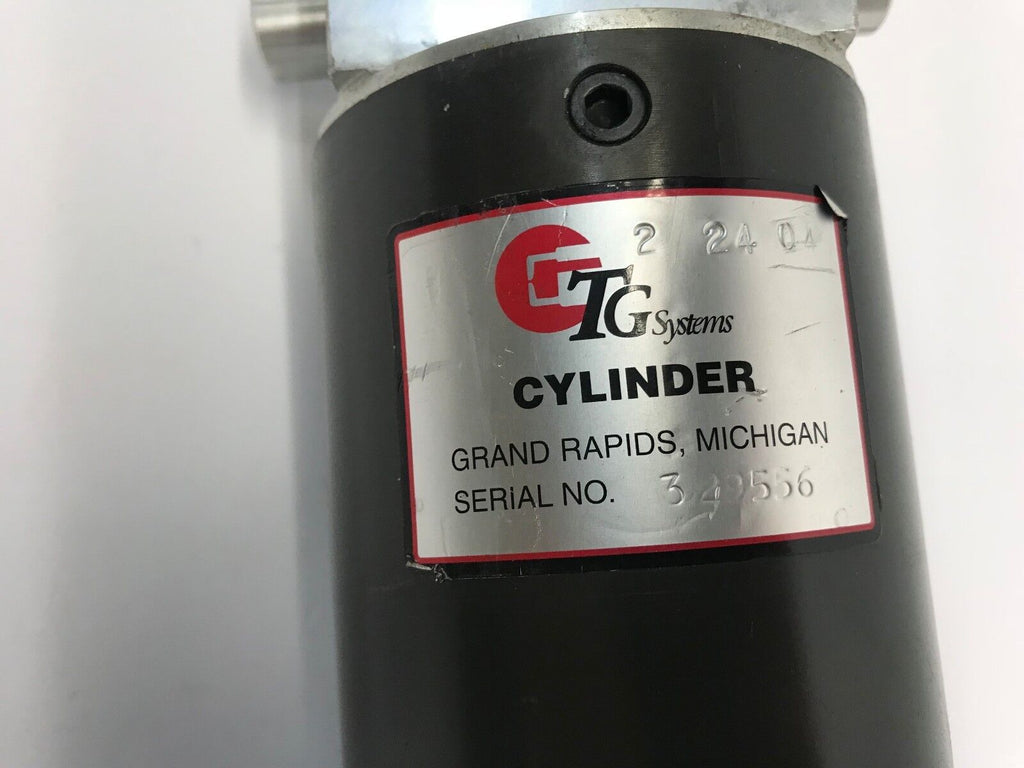 2 24 04
TG Systems
CYLINDER
GRAND RAPIDS, MICHIGAN
SERIAL NO.